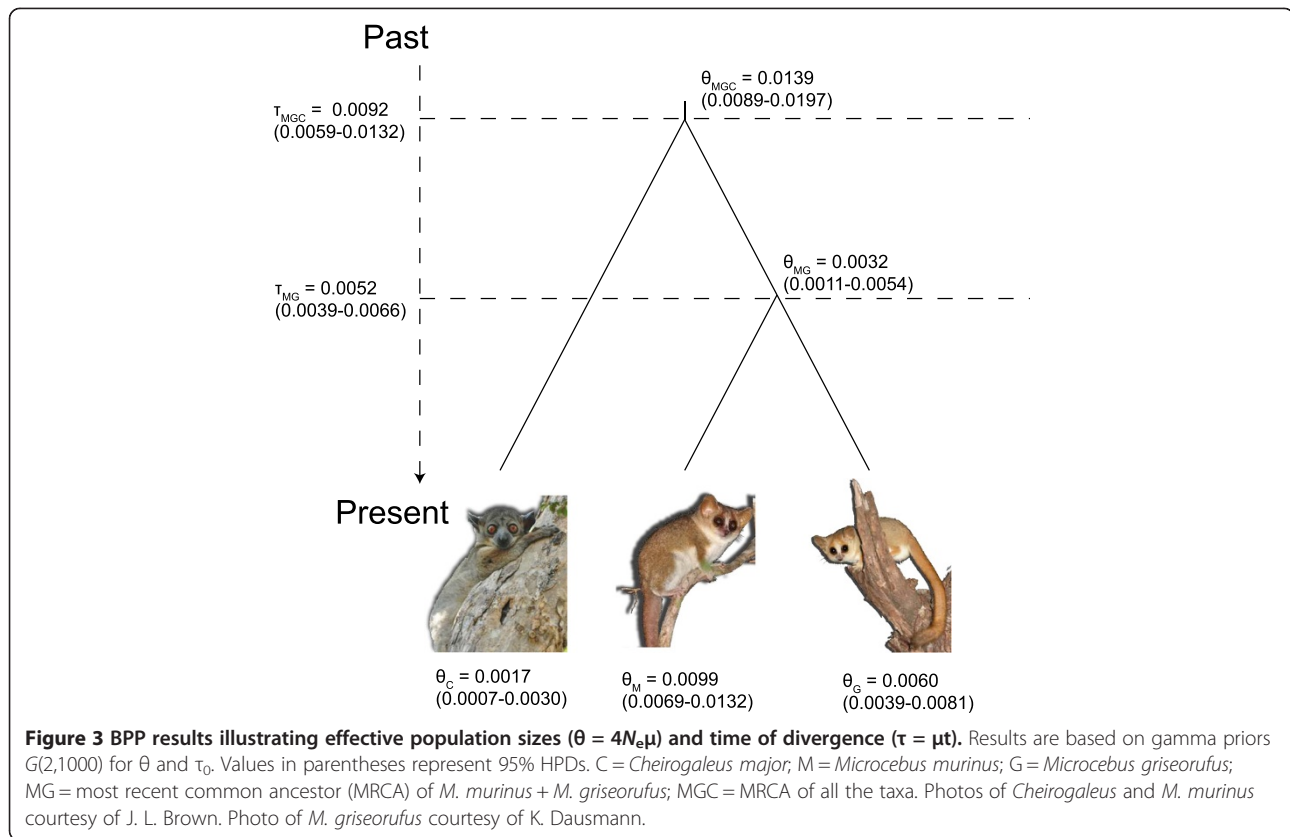 Past
θMGC = 0.0139
(0.0089-0.0197)
τMGC = 0.0092
(0.0059-0.0132)
θMG = 0.0032
(0.0011-0.0054)
τMG = 0.0052
(0.0039-0.0066)
Present
θC = 0.0017
(0.0007-0.0030)
θM = 0.0099
(0.0069-0.0132)
θG = 0.0060
(0.0039-0.0081)
Figure 3 BPP results illustrating effective population sizes (θ = 4Neμ) and time of divergence (τ = μt). Results are based on gamma priors
G(2,1000) for θ and τ0. Values in parentheses represent 95% HPDs. C = Cheirogaleus major; M = Microcebus murinus; G = Microcebus griseorufus;
MG = most recent common ancestor (MRCA) of M. murinus + M. griseorufus; MGC = MRCA of all the taxa. Photos of Cheirogaleus and M. murinus
courtesy of J. L. Brown. Photo of M. griseorufus courtesy of K. Dausmann.